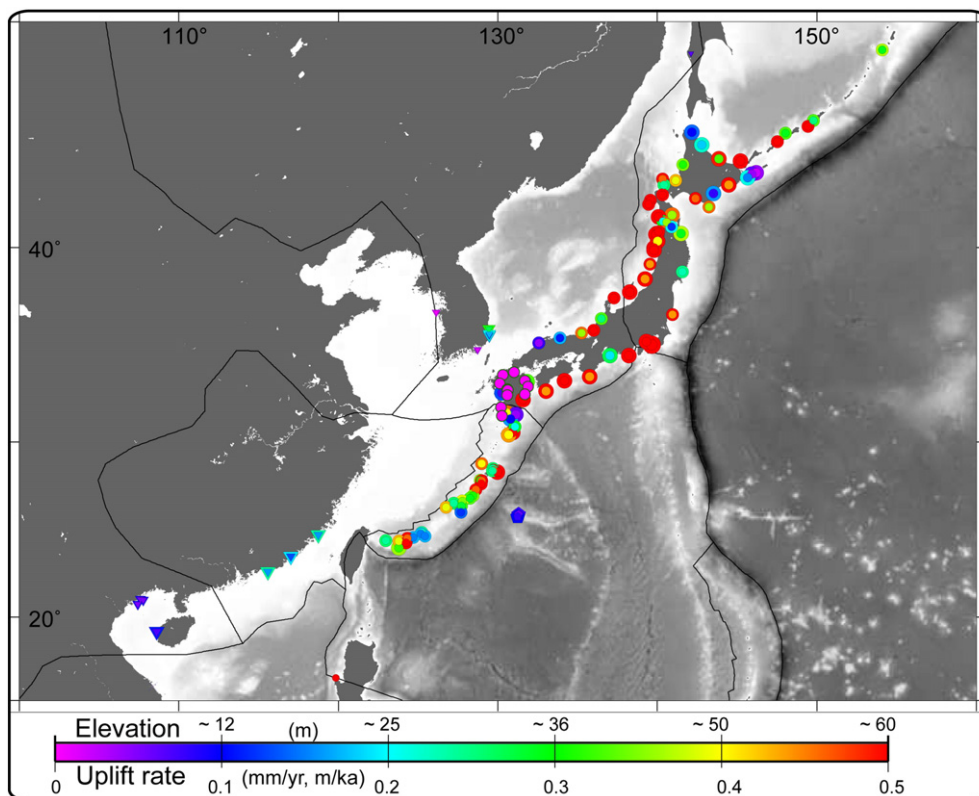 110° 130° 150°
40°
20°
Elevation ~ 12 (m) ~ 25 ~ 36 ~ 50 ~ 60
0 Uplift rate 0.1 (mm/yr, m/ka) 0.2 0.3 0.4 0.5